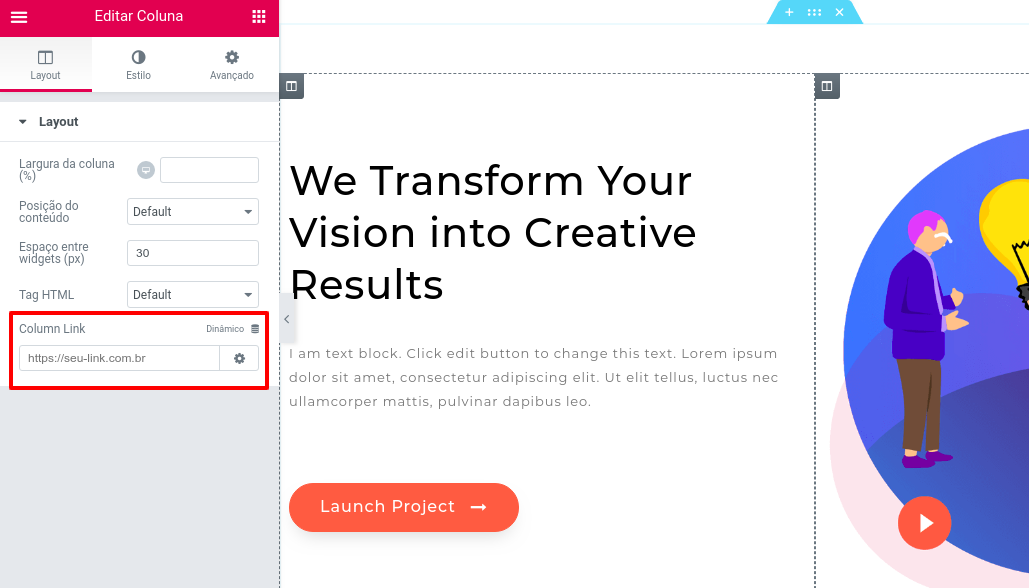 Editar Coluna
Layout
Estilo
Avançado
Layout
Largura da coluna
(%)
Posição do
conteúdo
Default
Espaço entre
widgets (px)
30
Tag HTML
Default
Column Link
Dinâmico
https://seu-link.com.br
We Transform Your
Vision into Creative
Results
I am text block. Click edit button to change this text. Lorem ipsum
dolor sit amet, consectetur adipiscing elit. Ut elit tellus, luctus nec
ullamcorper mattis, pulvinar dapibus leo.
Launch Project